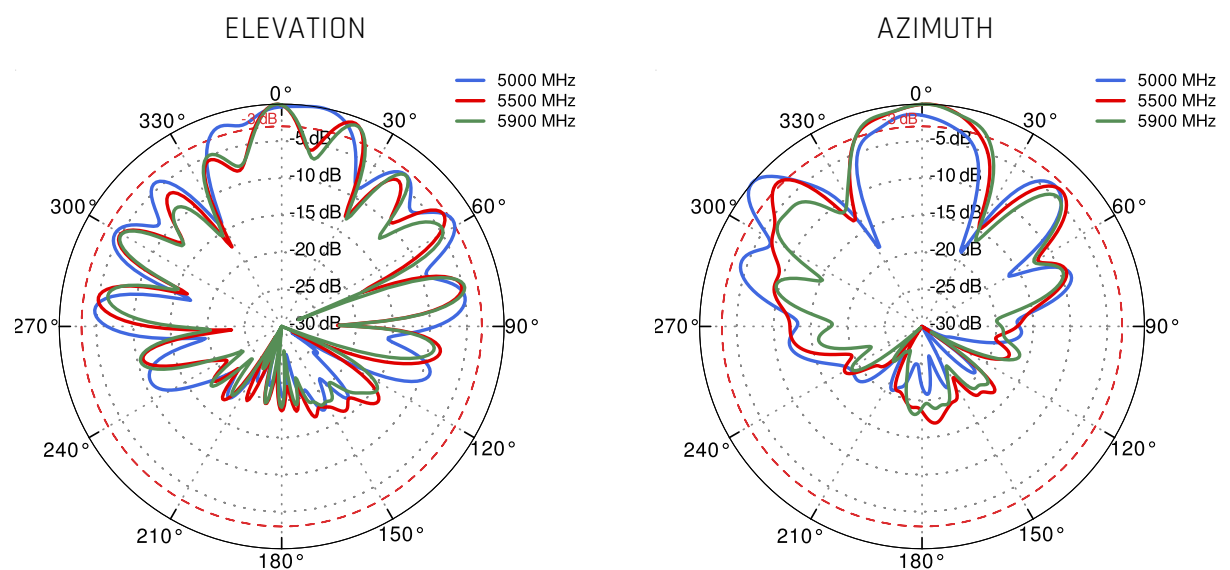 ELEVATION
5000 MHz
5500 MHz
5900 MHz
0°
330°
30°
-3 dB
-5 dB
-10 dB
300°
60°
-15 dB
-20 dB
-25 dB
270°
-30 dB
90°
240°
120°
210°
150°
180°
AZIMUTH
5000 MHz
5500 MHz
5900 MHz
0°
330°
30°
-3 dB
-5 dB
-10 dB
300°
60°
-15 dB
-20 dB
-25 dB
270°
-30 dB
90°
240°
120°
210°
150°
180°